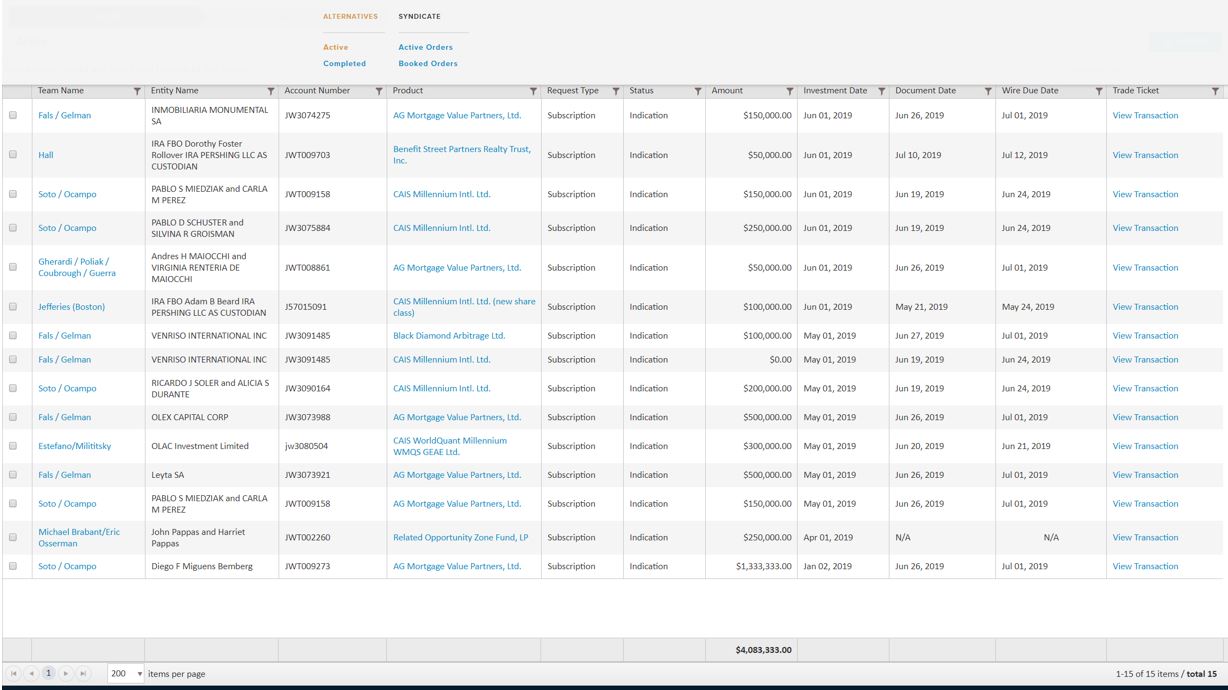 ALTERNATIVES SYNDICATE
Active Active Orders
Completed Booked Orders
Team Name Entity Name Account Number Product Request Type Status Amount Investment Date Document Date Wire Due Date Trade Ticket
Fals / Gelman INMOBILIARIA MONUMENTAL SA JW3074275 AG Mortgage Value Partners, Ltd. Subscription Indication $150,000.00 Jun 01, 2019 Jun 26, 2019 Jul 01, 2019 View Transaction
Hall IRA FBO Dorothy Foster Rollover IRA PERSHING LLC AS CUSTODIAN JWT009703 Benefit Street Partners Realty Trust, Inc. Subscription Indication $50,000.00 Jun 01, 2019 Jul 10, 2019 Jul 12, 2019 View Transaction
Soto / Ocampo PABLO S MIEDZIAK and CARLA M PEREZ JWT009158 CAIS Millennium Intl. Ltd. Subscription Indication $150,000.00 Jun 01, 2019 Jun 19, 2019 Jun 24, 2019 View Transaction
Soto / Ocampo PABLO D SCHUSTER and SILVINA R GROISMAN JW3075884 CAIS Millennium Intl. Ltd. Subscription Indication $250,000.00 Jun 01, 2019 Jun 19, 2019 Jun 24, 2019 View Transaction
Gherardi / Poliak / Coubrough / Guerra Andres H MAIOCCHI and VIRGINIA RENTERIA DE MAIOCCHI JWT008861 AG Mortgage Value Partners, Ltd. Subscription Indication $50,000.00 Jun 01, 2019 Jun 26, 2019 Jul 01, 2019 View Transaction
Jefferies (Boston) IRA FBO Adam B Beard IRA PERSHING LLC AS CUSTODIAN J57015091 CAIS Millennium Intl. Ltd. (new share class) Subscription Indication $100,000.00 Jun 01, 2019 May 21, 2019 May 24, 2019 View Transaction
Fals / Gelman VENRISO INTERNATIONAL INC JW3091485 Black Diamond Arbitrage Ltd. Subscription Indication $100,000.00 May 01, 2019 Jun 27, 2019 Jul 01, 2019 View Transaction
Fals / Gelman VENRISO INTERNATIONAL INC JW3091485 CAIS Millennium Intl. Ltd. Subscription Indication $0.00 May 01, 2019 Jun 19, 2019 Jun 24, 2019 View Transaction
Soto / Ocampo RICARDO J SOLER and ALICIA S DURANTE JW3090164 CAIS Millennium Intl. Ltd. Subscription Indication $200,000.00 May 01, 2019 Jun 19, 2019 Jun 24, 2019 View Transaction
Fals / Gelman OLEX CAPITAL CORP JW3073988 AG Mortgage Value Partners, Ltd. Subscription Indication $500,000.00 May 01, 2019 Jun 26, 2019 Jul 01, 2019 View Transaction
Estefano/Milititsky OLAC Investment Limited jw3080504 CAIS WorldQuant Millennium WMQS GEAE Ltd. Subscription Indication $300,000.00 May 01, 2019 Jun 20, 2019 Jun 21, 2019 View Transaction
Fals / Gelman Leyta SA JW3073921 AG Mortgage Value Partners, Ltd. Subscription Indication $500,000.00 May 01, 2019 Jun 26, 2019 Jul 01, 2019 View Transaction
Soto / Ocampo PABLO S MIEDZIAK and CARLA M PEREZ JWT009158 AG Mortgage Value Partners, Ltd. Subscription Indication $150,000.00 May 01, 2019 Jun 26, 2019 Jul 01, 2019 View Transaction
Michael Brabant/Eric Osserman John Pappas and Harriet Pappas JWT002260 Related Opportunity Zone Fund, LP Subscription Indication $250,000.00 Apr 01, 2019 N/A N/A View Transaction
Soto / Ocampo Diego F Miguens Bemberg JWT009273 AG Mortgage Value Partners, Ltd. Subscription Indication $1,333,333.00 Jan 02, 2019 Jun 26, 2019 Jul 01, 2019 View Transaction
$4,083,333.00
1 200 items per page 1-15 of 15 items / total 15